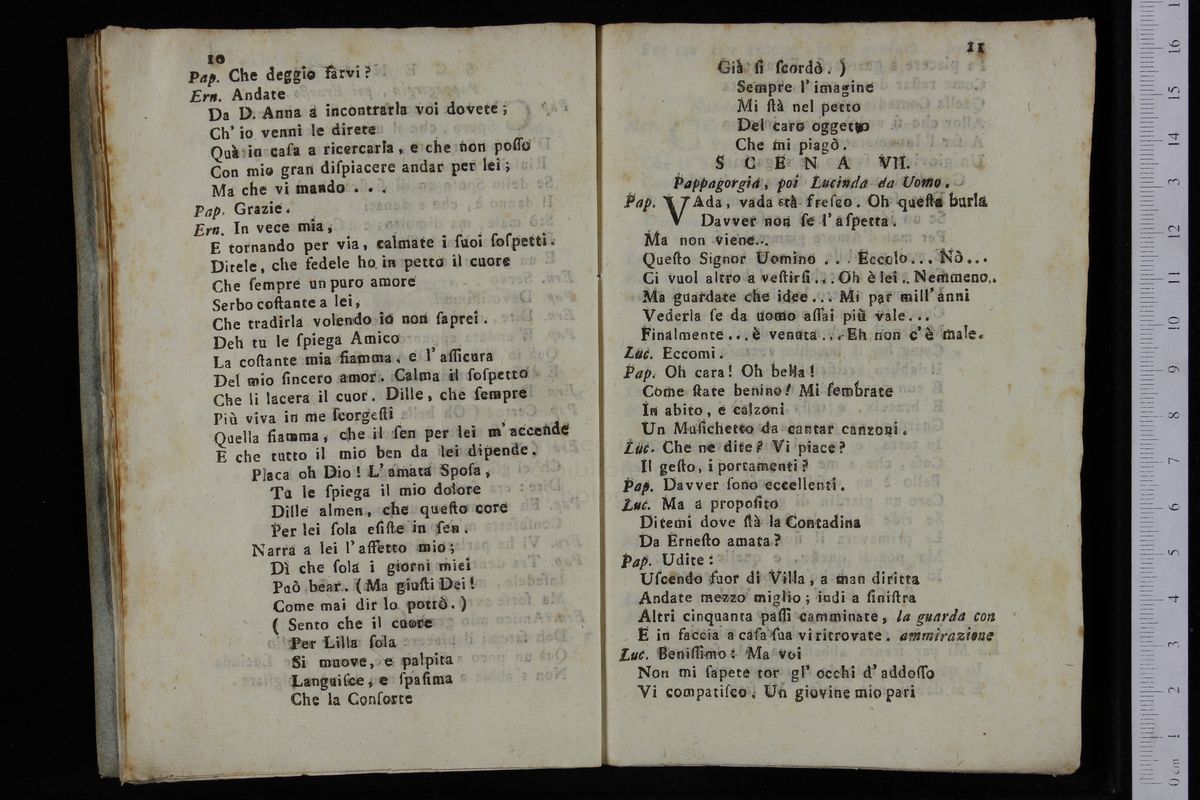 10
Pap. Che deggio farvi?
Ern. Andate
Da D. Anna a incontrarla voi dovete;
Ch' io venni le direte
Quà in caſa a ricercarla, e che non poſſo
Con mio gran diſpiacere andar per lei;
Ma che vi mando . . .
Pap. Grazie.
Ern. In vece mia,
E tornando per via, calmate i ſuoi ſoſpetti.
Ditele, che fedele ho in petto il cuore
Che ſempre un puro amore
Serbo coſtante a lei,
Che tradirla volendo io non ſaprei.
Deh tu le ſpiega Amico
La coſtante mia fiamma, e l' aſſicura
Del mio ſincero amor. Calma il ſoſpetto
Che li lacera il cuor. Dille, che ſempre
Più viva in me ſcorgeſti
Quella fiamma, che il ſen per lei m' accende
E che tutto il mio ben da lei dipende.
Placa oh Dio! L' amata Spoſa,
Tu le ſpiega il mio dolore
Dille almen, che queſto core
Per lei ſola eſiſte in ſen.
Narra a lei l' affetto mio;
Dì che ſola i giorni miei
Può bear. (Ma giuſti Dei!
Come mai dir lo potrò.)
( Sento che il cuore
Per Lilla ſola
Si muove, e palpita
Languiſce, e ſpaſima
Che la Conſorte
11
Già ſi ſcordò. )
Sempre l' imagine
Mi ſtà nel petto
Del caro oggetto
Che mi piagò.
SCENA VII.
Pappagorgia, poi Lucinda da Uomo.
Pap. VAda, vada ſtà freſco. Oh queſta burla
Davver non ſe l' aſpetta.
Ma non viene...
Queſto Signor Uomino . . . Eccolo... Nò...
Ci vuol altro a veſtirſi... Oh è lei.. Nemmeno..
Ma guardate che idee... Mi par mill' anni
Vederla ſe da uomo aſſai più vale...
Finalmente... è venuta... Eh non c' è male.
Luc. Eccomi.
Pap. Oh cara! Oh bella!
Come ſtate benino! Mi ſembrate
In abito, e calzoni
Un Muſichetto da cantar canzoni.
Luc. Che ne dite? Vi piace?
Il geſto, i portamenti?
Pap. Davver ſono eccellenti.
Luc. Ma a propoſito
Ditemi dove ſtà la Contadina
Da Erneſto amata?
Pap. Udite:
Uſcendo fuor di Villa, a man diritta
Andate mezzo miglio; indi a ſiniſtra
Altri cinquanta paſſi camminate, la guarda con
E in faccia a caſa ſua vi ritrovate. ammirazione
Luc. Beniſſimo: Ma voi
Non mi ſapete tor gl' occhi d' addoſſo
Vi compatiſco. Un giovine mio pari